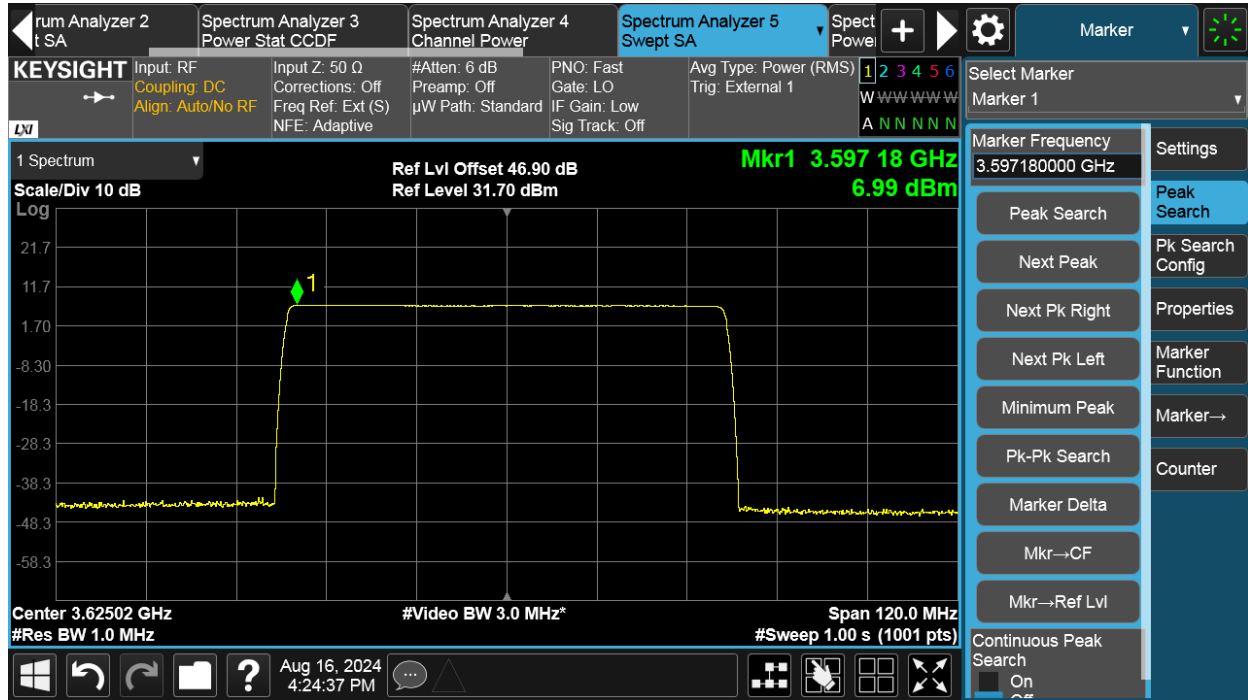 rum Analyzer 2
t SA
Spectrum Analyzer 3
Power Stat CCDF
Spectrum Analyzer 4
Channel Power
Spectrum Analyzer 5
Swept SA
Spect
Power
+
Marker
KEYSIGHT
LXI
Input: RF
Coupling: DC
Align: Auto/No RF
Input Z: 50 Ω
Corrections: Off
Freq Ref: Ext (S)
NFE: Adaptive
#Atten: 6 dB
Preamp: Off
µW Path: Standard
PNO: Fast
Gate: LO
IF Gain: Low
Sig Track: Off
Avg Type: Power (RMS)
Trig: External 1
1 2 3 4 5 6
W W W W W W
A N N N N N
Select Marker
Marker 1
1 Spectrum
Scale/Div 10 dB
Log
Ref Lvl Offset 46.90 dB
Ref Level 31.70 dBm
Mkr1 3.597 18 GHz
6.99 dBm
21.7
11.7
1.70
-8.30
-18.3
-28.3
-38.3
-48.3
-58.3
1
Center 3.62502 GHz
#Res BW 1.0 MHz
#Video BW 3.0 MHz*
Span 120.0 MHz
#Sweep 1.00 s (1001 pts)
Marker Frequency
3.597180000 GHz
Peak Search
Next Peak
Next Pk Right
Next Pk Left
Minimum Peak
Pk-Pk Search
Marker Delta
Mkr→CF
Mkr→Ref Lvl
Continuous Peak
Search
On
Off
Settings
Peak
Search
Pk Search
Config
Properties
Marker
Function
Marker→
Counter
?
Aug 16, 2024
4:24:37 PM